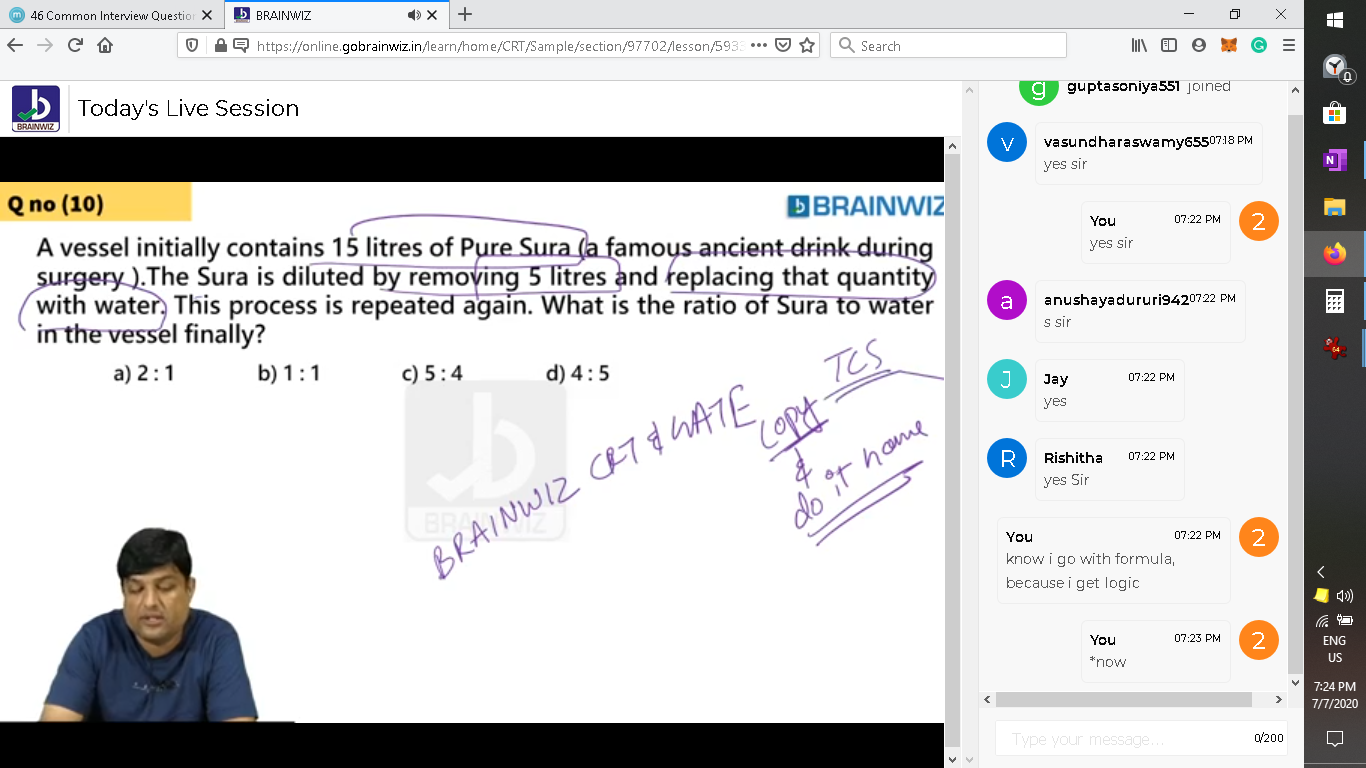 46 Common Interview Question
BRAINWIZ
https://online.gobrainwiz.in/learn/home/CRT/Sample/section/97702/lesson/5933
Search
BRAINWIZ
Today's Live Session
Q no (10)
BRAINWIZ
A vessel initially contains 15 litres of Pure Sura (a famous ancient drink during
surgery ).The Sura is diluted by removing 5 litres and replacing that quantity
with water. This process is repeated again. What is the ratio of Sura to water
in the vessel finally?
a) 2 : 1 b) 1 : 1 c) 5 : 4 d) 4 : 5
TCS
Copy
&
do it home
BRAINWIZ CRT & GATE
BRAINWIZ
g
guptasoniya551 joined
v
vasundharaswamy655 07:18 PM
yes sir
You 07:22 PM
yes sir
2
a
anushayadururi942 07:22 PM
s sir
J
Jay 07:22 PM
yes
R
Rishitha 07:22 PM
yes Sir
You 07:22 PM
know i go with formula,
because i get logic
2
You 07:23 PM
*now
2
Type your message...
0/200
0
64
ENG
US
7:24 PM
7/7/2020